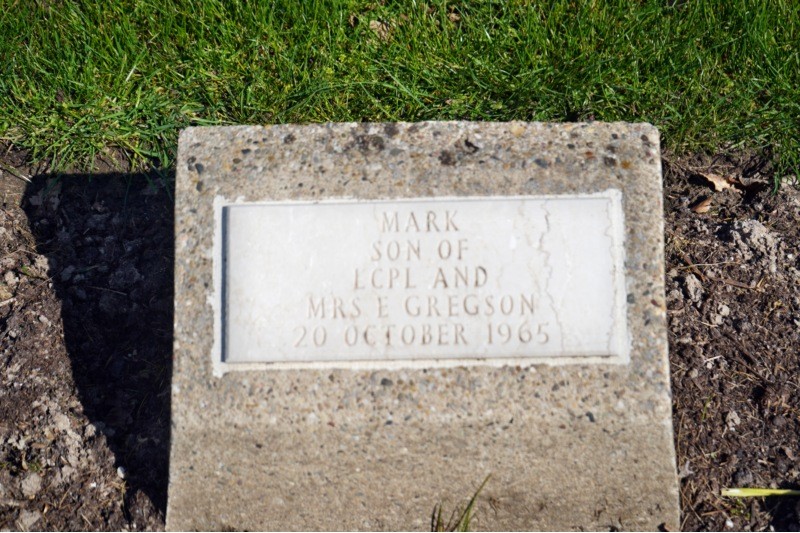 MARK
SON OF
LCPL AND
MRS E GREGSON
20 OCTOBER 1965